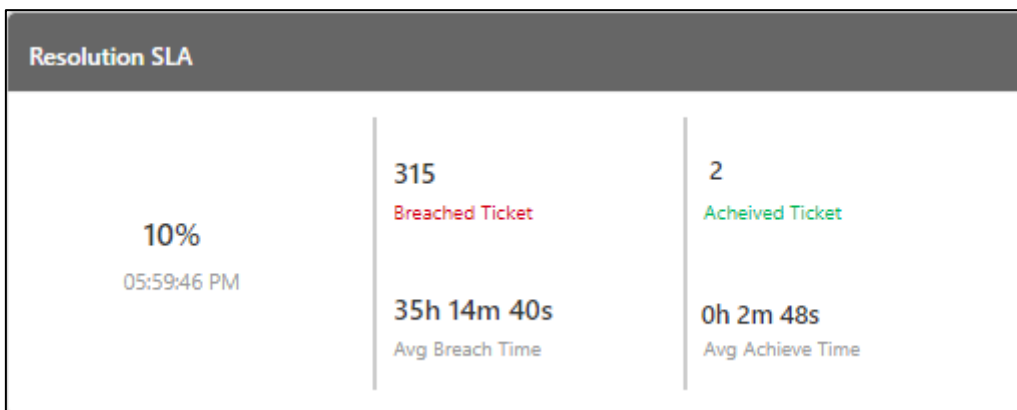 Resolution SLA
10%
05:59:46 PM
315
Breached Ticket
35h 14m 40s
Avg Breach Time
2
Acheived Ticket
0h 2m 48s
Avg Achieve Time